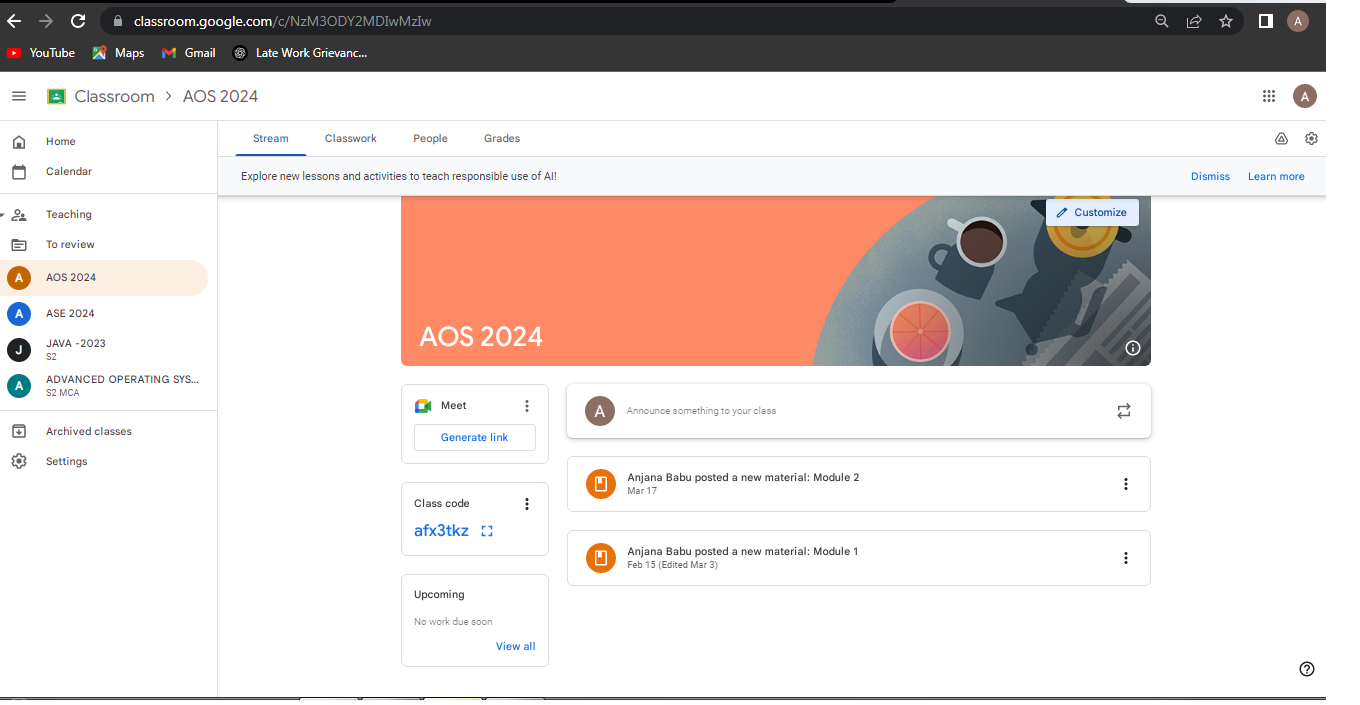 classroom.google.com/c/NzM3ODY2MDIwMzIw
A
YouTube Maps Gmail Late Work Grievanc...
Classroom > AOS 2024
A
Home
Calendar
Teaching
To review
A AOS 2024
A ASE 2024
J JAVA -2023
S2
A ADVANCED OPERATING SYS...
S2 MCA
Archived classes
Settings
Stream Classwork People Grades
Explore new lessons and activities to teach responsible use of AI! Dismiss Learn more
Customize
AOS 2024
Meet
Generate link
Class code
afx3tkz
Upcoming
No work due soon
View all
A Announce something to your class
Anjana Babu posted a new material: Module 2
Mar 17
Anjana Babu posted a new material: Module 1
Feb 15 (Edited Mar 3)